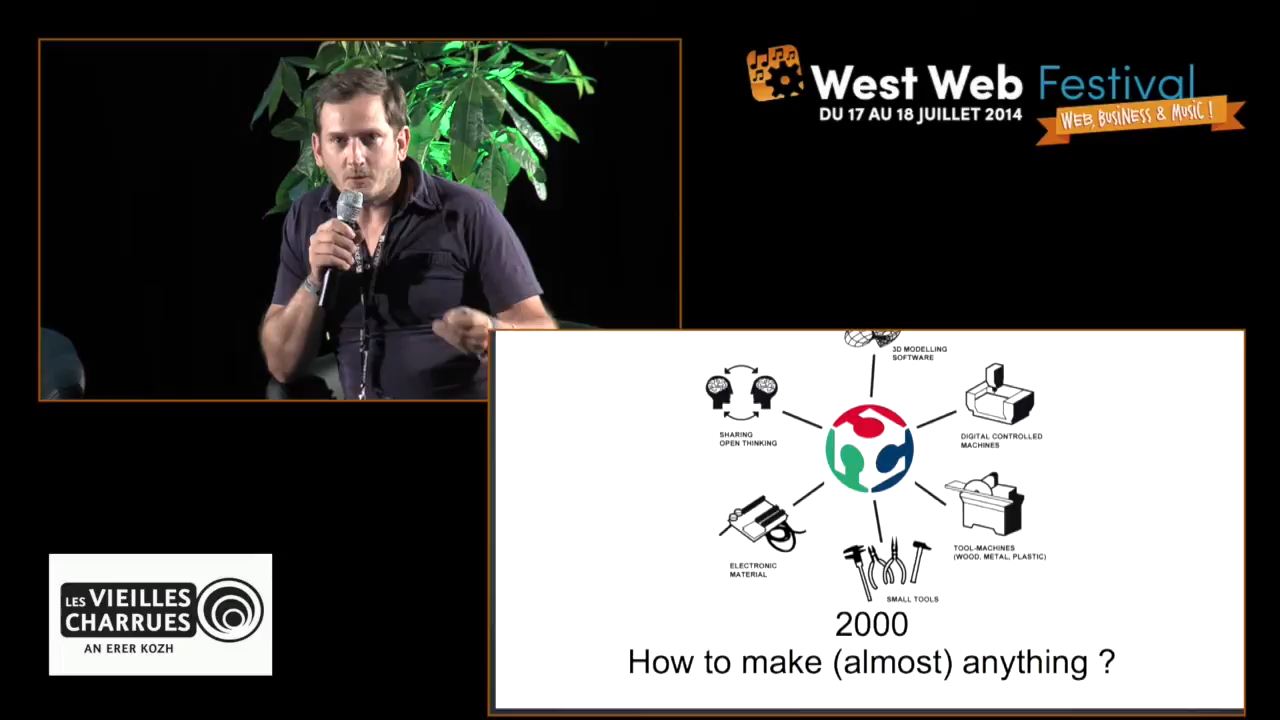 West Web Festival
DU 17 AU 18 JUILLET 2014
WEB, BUSINESS & MUSIC !
3D MODELLING
SOFTWARE
SHARING
OPEN THINKING
DIGITAL CONTROLLED
MACHINES
ELECTRONIC
MATERIAL
TOOL-MACHINES
(WOOD, METAL, PLASTIC)
SMALL TOOLS
2000
How to make (almost) anything ?
LES VIEILLES
CHARRUES
AN ERER KOZH